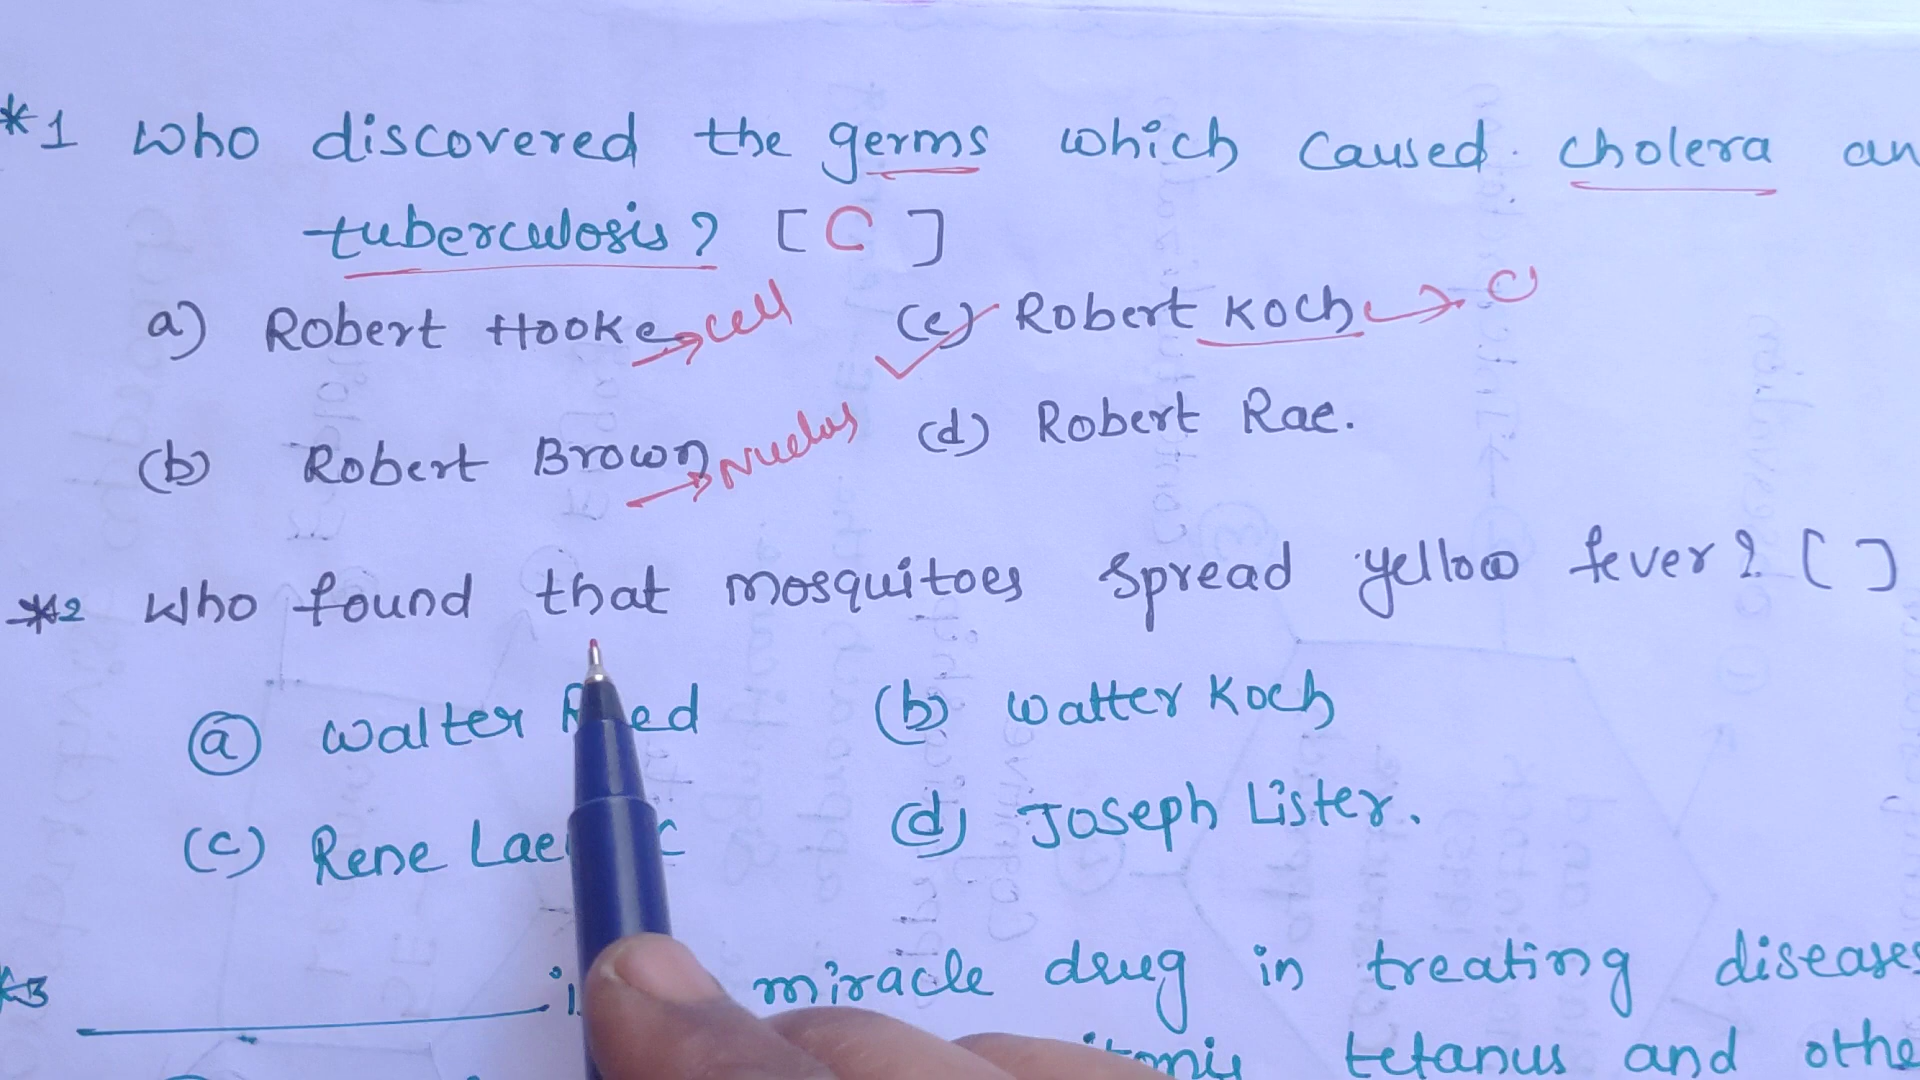 *1 Who discovered the germs which caused cholera an
tuberculosis? [ C ]
a) Robert Hooke → cell (c) Robert Koch → C
(b) Robert Brown → Nuclus (d) Robert Rae.
*2 Who found that mosquitoes spread yellow fever? [ ]
(a) Walter (b) Watter Koch
(c) Rene (d) Joseph Lister.
*3 miracle drug in treating diseases
tetanus and othe